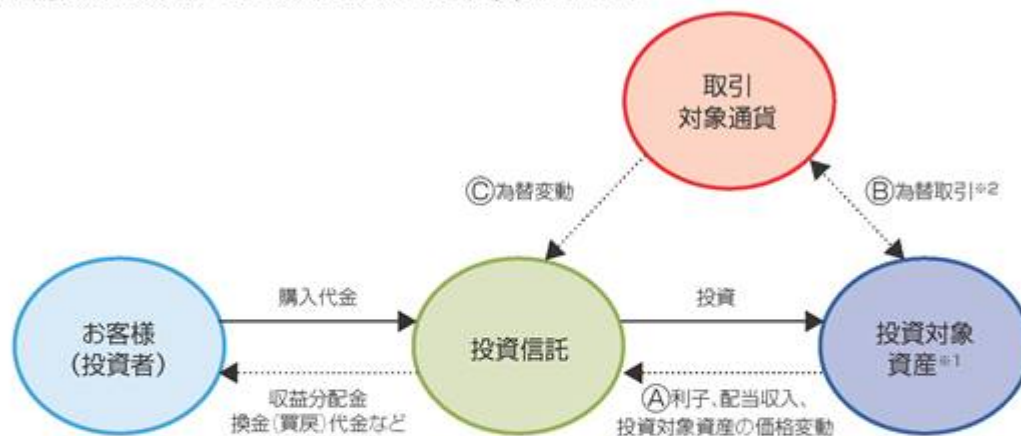 取引
対象通貨
Ⓒ為替変動
Ⓑ為替取引※2
購入代金
投資
お客様
(投資者)
投資信託
投資対象
資産※1
収益分配金
換金(買戻)代金など
Ⓐ利子、配当収入、
投資対象資産の価格変動